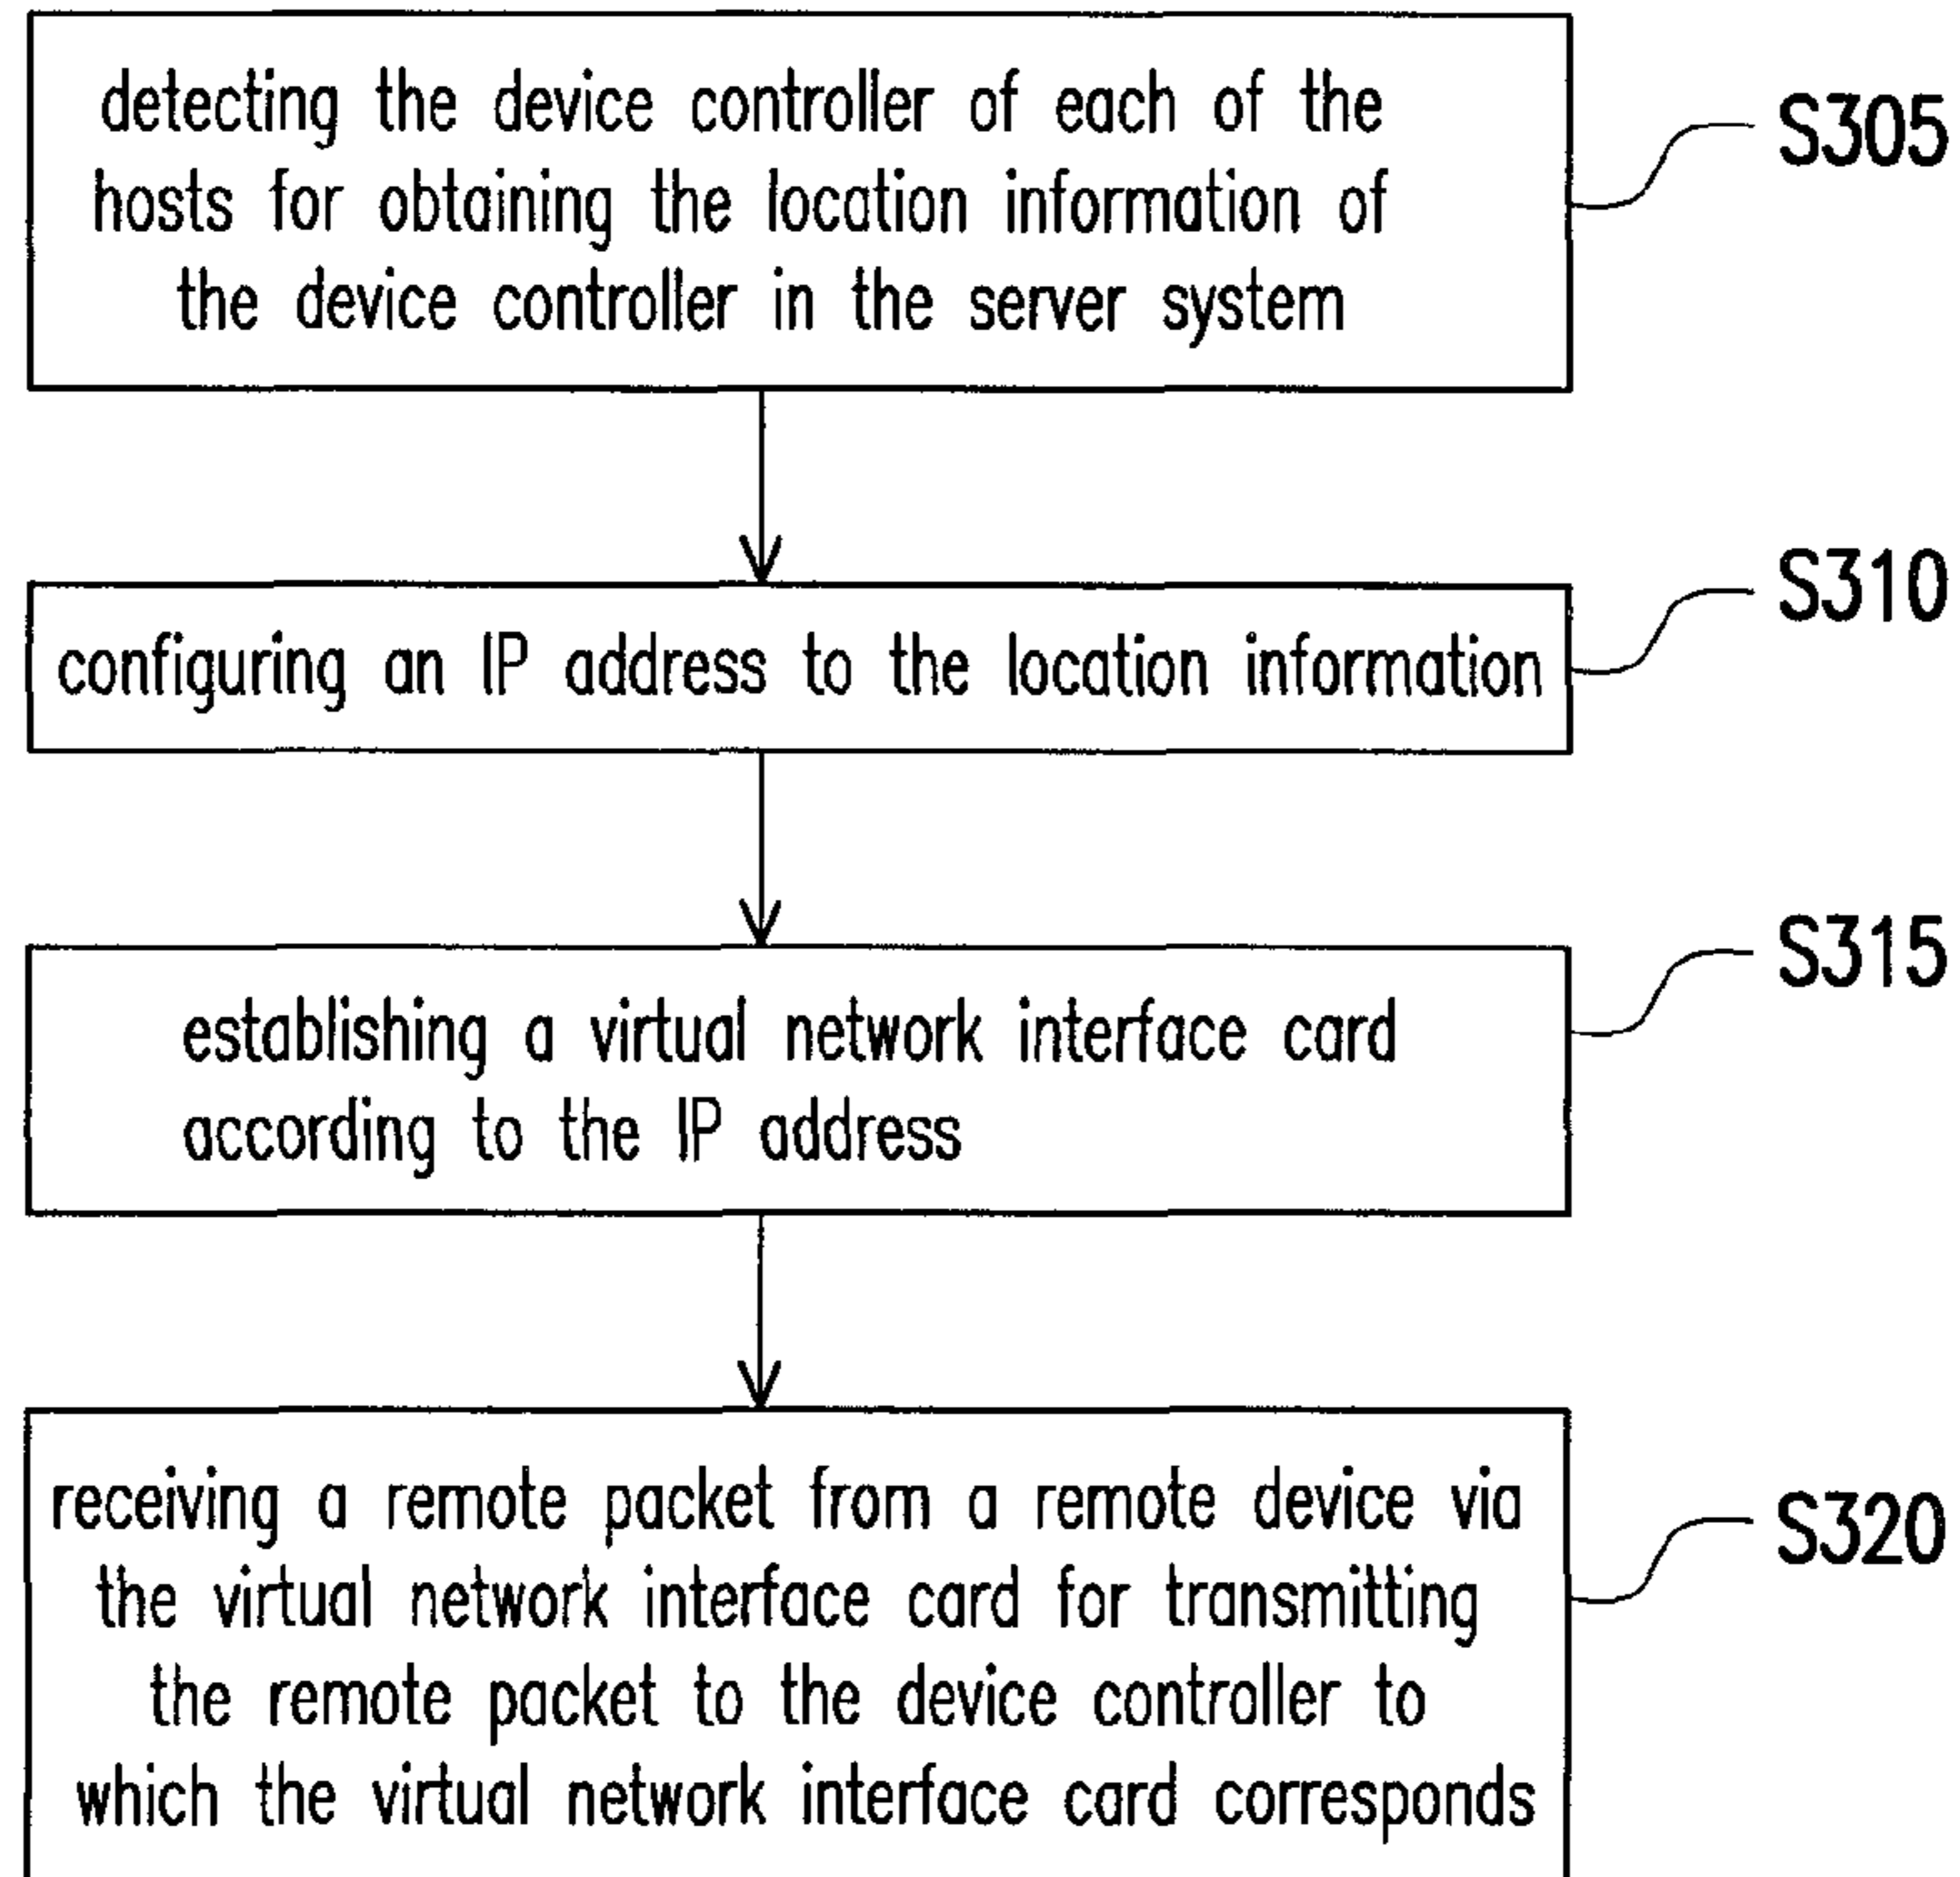 detecting the device controller of each of the
hosts for obtaining the location information of
the device controller in the server system
S305
configuring an IP address to the location information
S310
establishing a virtual network interface card
according to the IP address
S315
receiving a remote packet from a remote device via
the virtual network interface card for transmitting
the remote packet to the device controller to
which the virtual network interface card corresponds
S320